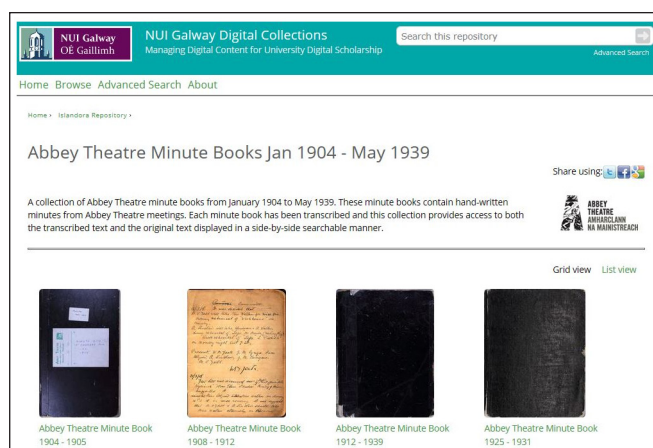 NUI Galway
OÉ Gaillimh
NUI Galway Digital Collections
Managing Digital Content for University Digital Scholarship
Search this repository
Advanced Search
Home Browse Advanced Search About
Home › Islandora Repository ›
Abbey Theatre Minute Books Jan 1904 - May 1939
Share using:
A collection of Abbey Theatre minute books from January 1904 to May 1939. These minute books contain hand-written
minutes from Abbey Theatre meetings. Each minute book has been transcribed and this collection provides access to both
the transcribed text and the original text displayed in a side-by-side searchable manner.
ABBEY
THEATRE
AMHARCLANN
NA MAINISTREACH
Grid view List view
Abbey Theatre Minute Book
1904 - 1905
Abbey Theatre Minute Book
1908 - 1912
Abbey Theatre Minute Book
1912 - 1939
Abbey Theatre Minute Book
1925 - 1931